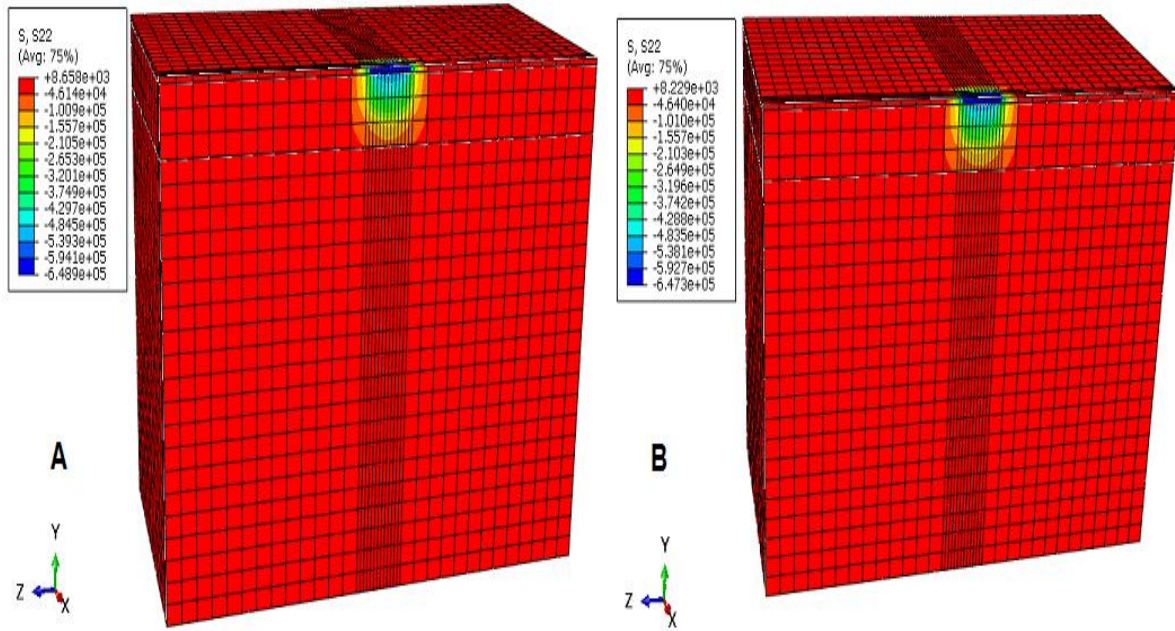 S, S22
(Avg: 75%)
+8.658e+03
-4.614e+04
-1.009e+05
-1.557e+05
-2.105e+05
-2.653e+05
-3.201e+05
-3.749e+05
-4.297e+05
-4.845e+05
-5.393e+05
-5.941e+05
-6.489e+05
A
Y
Z
X
S, S22
(Avg: 75%)
+8.229e+03
-4.640e+04
-1.010e+05
-1.557e+05
-2.103e+05
-2.649e+05
-3.196e+05
-3.742e+05
-4.288e+05
-4.835e+05
-5.381e+05
-5.927e+05
-6.473e+05
B
Y
Z
X